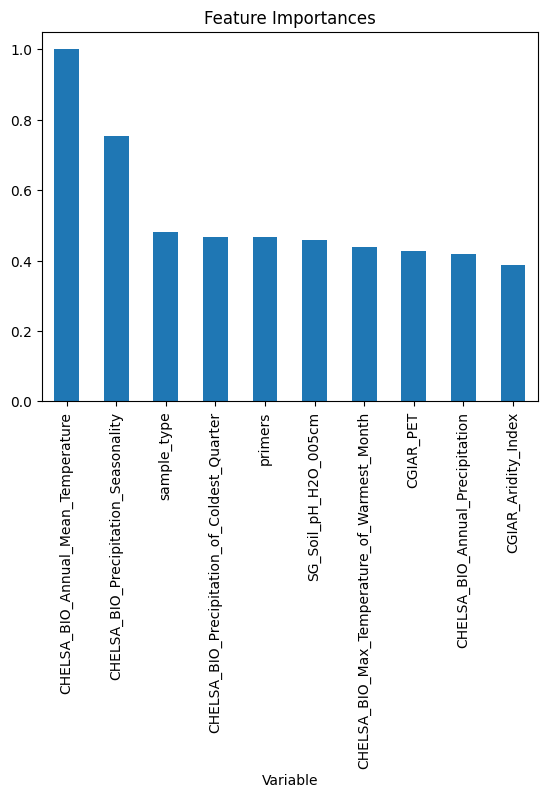 Feature Importances
1.0
0.8
0.6
0.4
0.2
0.0
CHELSA_BIO_Annual_Mean_Temperature
CHELSA_BIO_Precipitation_Seasonality
sample_type
CHELSA_BIO_Precipitation_of_Coldest_Quarter
primers
SG_Soil_pH_H2O_005cm
CHELSA_BIO_Max_Temperature_of_Warmest_Month
CGIAR_PET
CHELSA_BIO_Annual_Precipitation
CGIAR_Aridity_Index
Variable